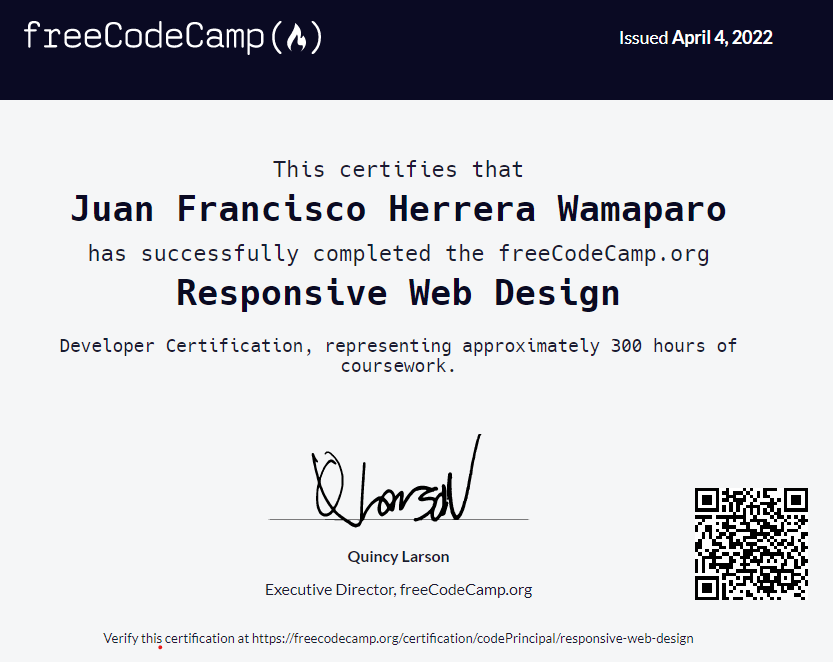 freeCodeCamp
Issued April 4, 2022
This certifies that
Juan Francisco Herrera Wamaparo
has successfully completed the freeCodeCamp.org
Responsive Web Design
Developer Certification, representing approximately 300 hours of
coursework.
QLarson
Quincy Larson
Executive Director, freeCodeCamp.org
Verify this certification at https://freecodecamp.org/certification/codePrincipal/responsive-web-design